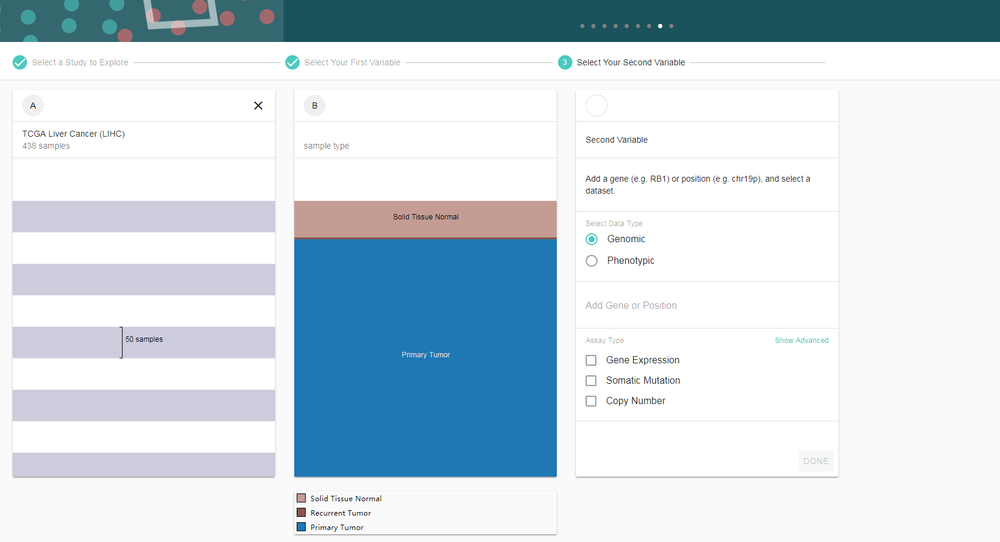 Select a Study to Explore
Select Your First Variable
3 Select Your Second Variable
A
TCGA Liver Cancer (LIHC)
438 samples
50 samples
B
sample type
Solid Tissue Normal
Primary Tumor
Solid Tissue Normal
Recurrent Tumor
Primary Tumor
Second Variable
Add a gene (e.g. RB1) or position (e.g. chr19p), and select a
dataset.
Select Data Type
Genomic
Phenotypic
Add Gene or Position
Assay Type Show Advanced
Gene Expression
Somatic Mutation
Copy Number
DONE